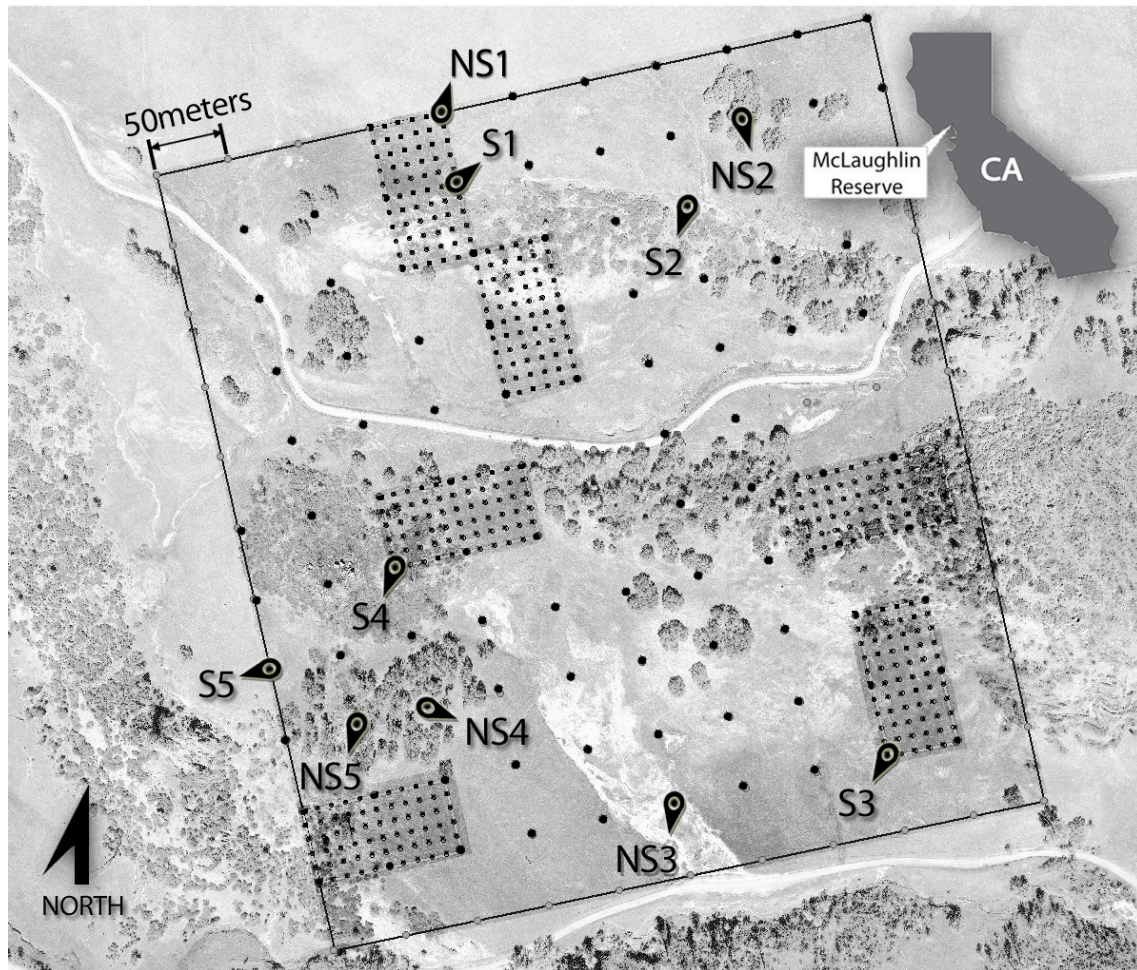 NS1
50meters
S1
McLaughlin
Reserve
CA
NS2
S2
S4
S5
NS4
NS5
S3
NS3
NORTH